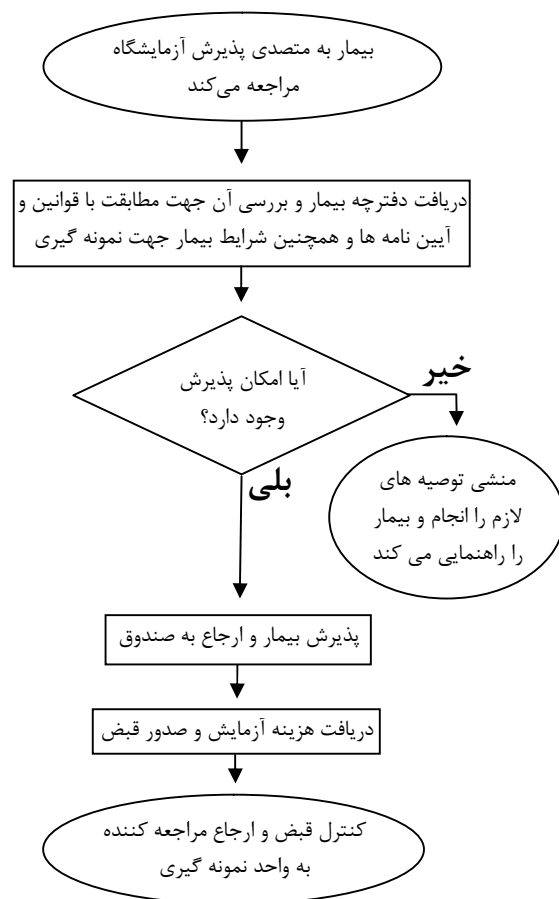 بیمار به متصدی پذیرش آزمایشگاه
مراجعه می‌کند
دریافت دفترچه بیمار و بررسی آن جهت مطابقت با قوانین و
آیین نامه ها و همچنین شرایط بیمار جهت نمونه گیری
آیا امکان پذیرش
وجود دارد؟
خیر
منشی توصیه های
لازم را انجام و بیمار
را راهنمایی می کند
بلی
پذیرش بیمار و ارجاع به صندوق
دریافت هزینه آزمایش و صدور قبض
کنترل قبض و ارجاع مراجعه کننده
به واحد نمونه گیری